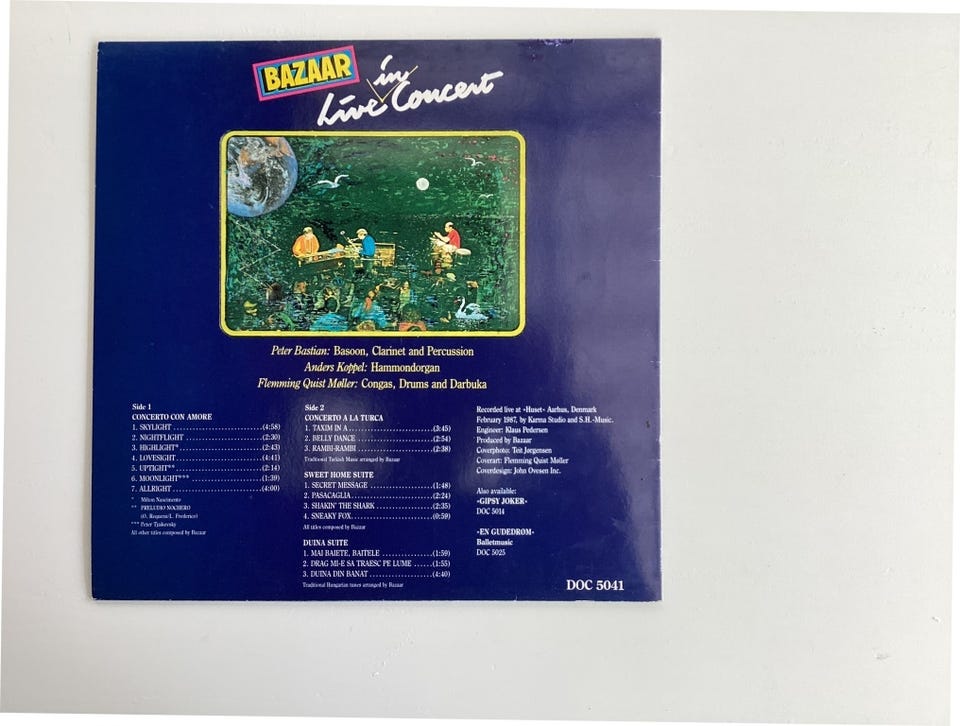 BAZAAR in
Live Concert
Peter Bastian: Basoon, Clarinet and Percussion
Anders Koppel: Hammondorgan
Flemming Quist Møller: Congas, Drums and Darbuka
Side 1
CONCERTO CON AMORE
1. SKYLIGHT (4:58)
2. NIGHTFLIGHT (2:30)
3. HIGHLIGHT* (2:43)
4. LOVESIGHT (4:41)
5. UPTIGHT** (2:14)
6. MOONLIGHT*** (1:39)
7. ALLRIGHT (4:00)
* Milton Nascimento
** PRELUDIO NOCHERO
(O. Requena/L. Frederico)
*** Peter Tjaikovsky
All other titles composed by Bazaar
Side 2
CONCERTO A LA TURCA
1. TAXIM IN A (3:45)
2. BELLY DANCE (2:54)
3. RAMBI-RAMBI (2:38)
Traditional Turkish Music arranged by Bazaar
SWEET HOME SUITE
1. SECRET MESSAGE (1:48)
2. PASACAGLIA (2:24)
3. SHAKIN' THE SHARK (2:35)
4. SNEAKY FOX (0:59)
All titles composed by Bazaar
DUINA SUITE
1. MAI BAIETE, BAITELE (1:59)
2. DRAG MI-E SA TRAESC PE LUME (1:55)
3. DUINA DIN BANAT (4:40)
Traditional Hungarian tunes arranged by Bazaar
Recorded live at »Huset« Aarhus, Denmark
February 1987, by Karma Studio and S.H.-Music.
Engineer: Klaus Pedersen
Produced by Bazaar
Coverphoto: Teit Jørgensen
Coverart: Flemming Quist Møller
Coverdesign: John Ovesen Inc.
Also available:
»GIPSY JOKER«
DOC 5014
»EN GUDEDRØM«
Balletmusic
DOC 5025
DOC 5041